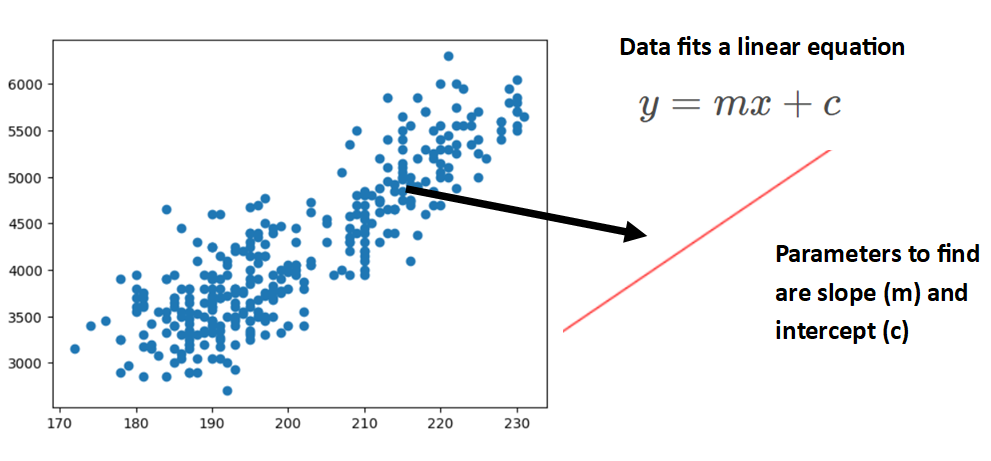 Data fits a linear equation
y = mx + c
6000
5500
5000
4500
4000
3500
3000
170 180 190 200 210 220 230
Parameters to find
are slope (m) and
intercept (c)